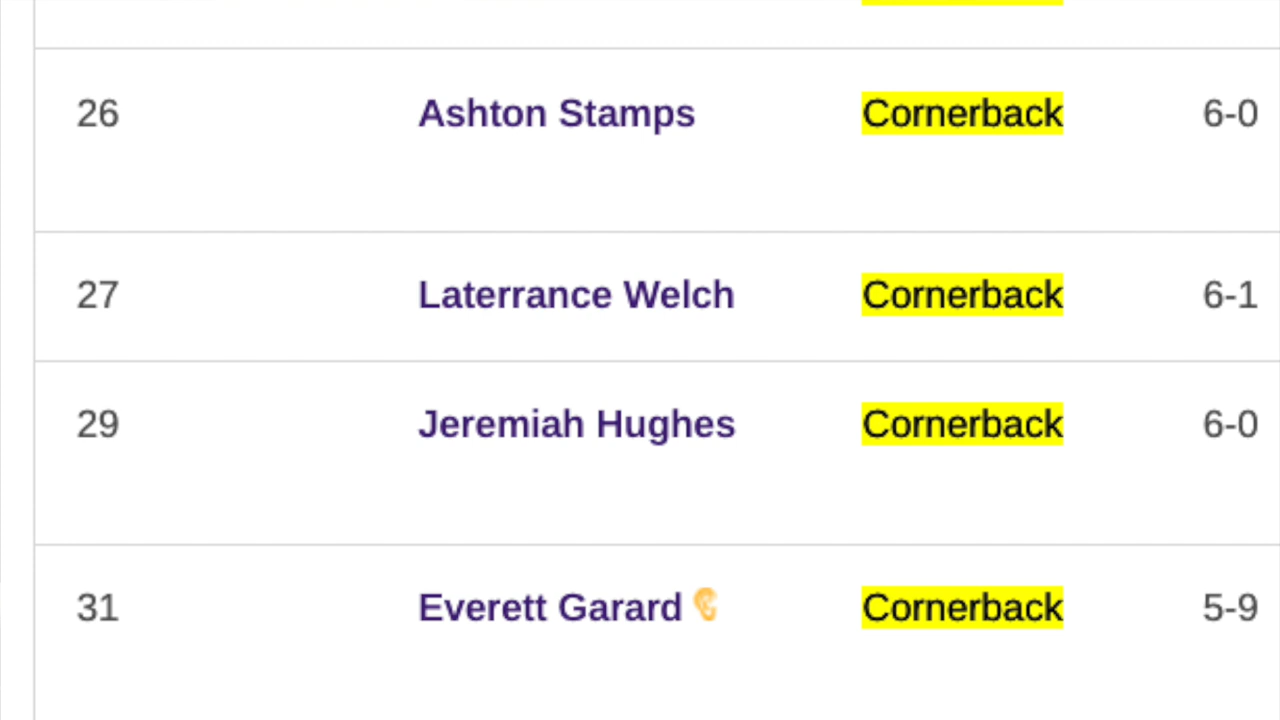 26 Ashton Stamps Cornerback 6-0
27 Laterrance Welch Cornerback 6-1
29 Jeremiah Hughes Cornerback 6-0
31 Everett Garard👂 Cornerback 5-9